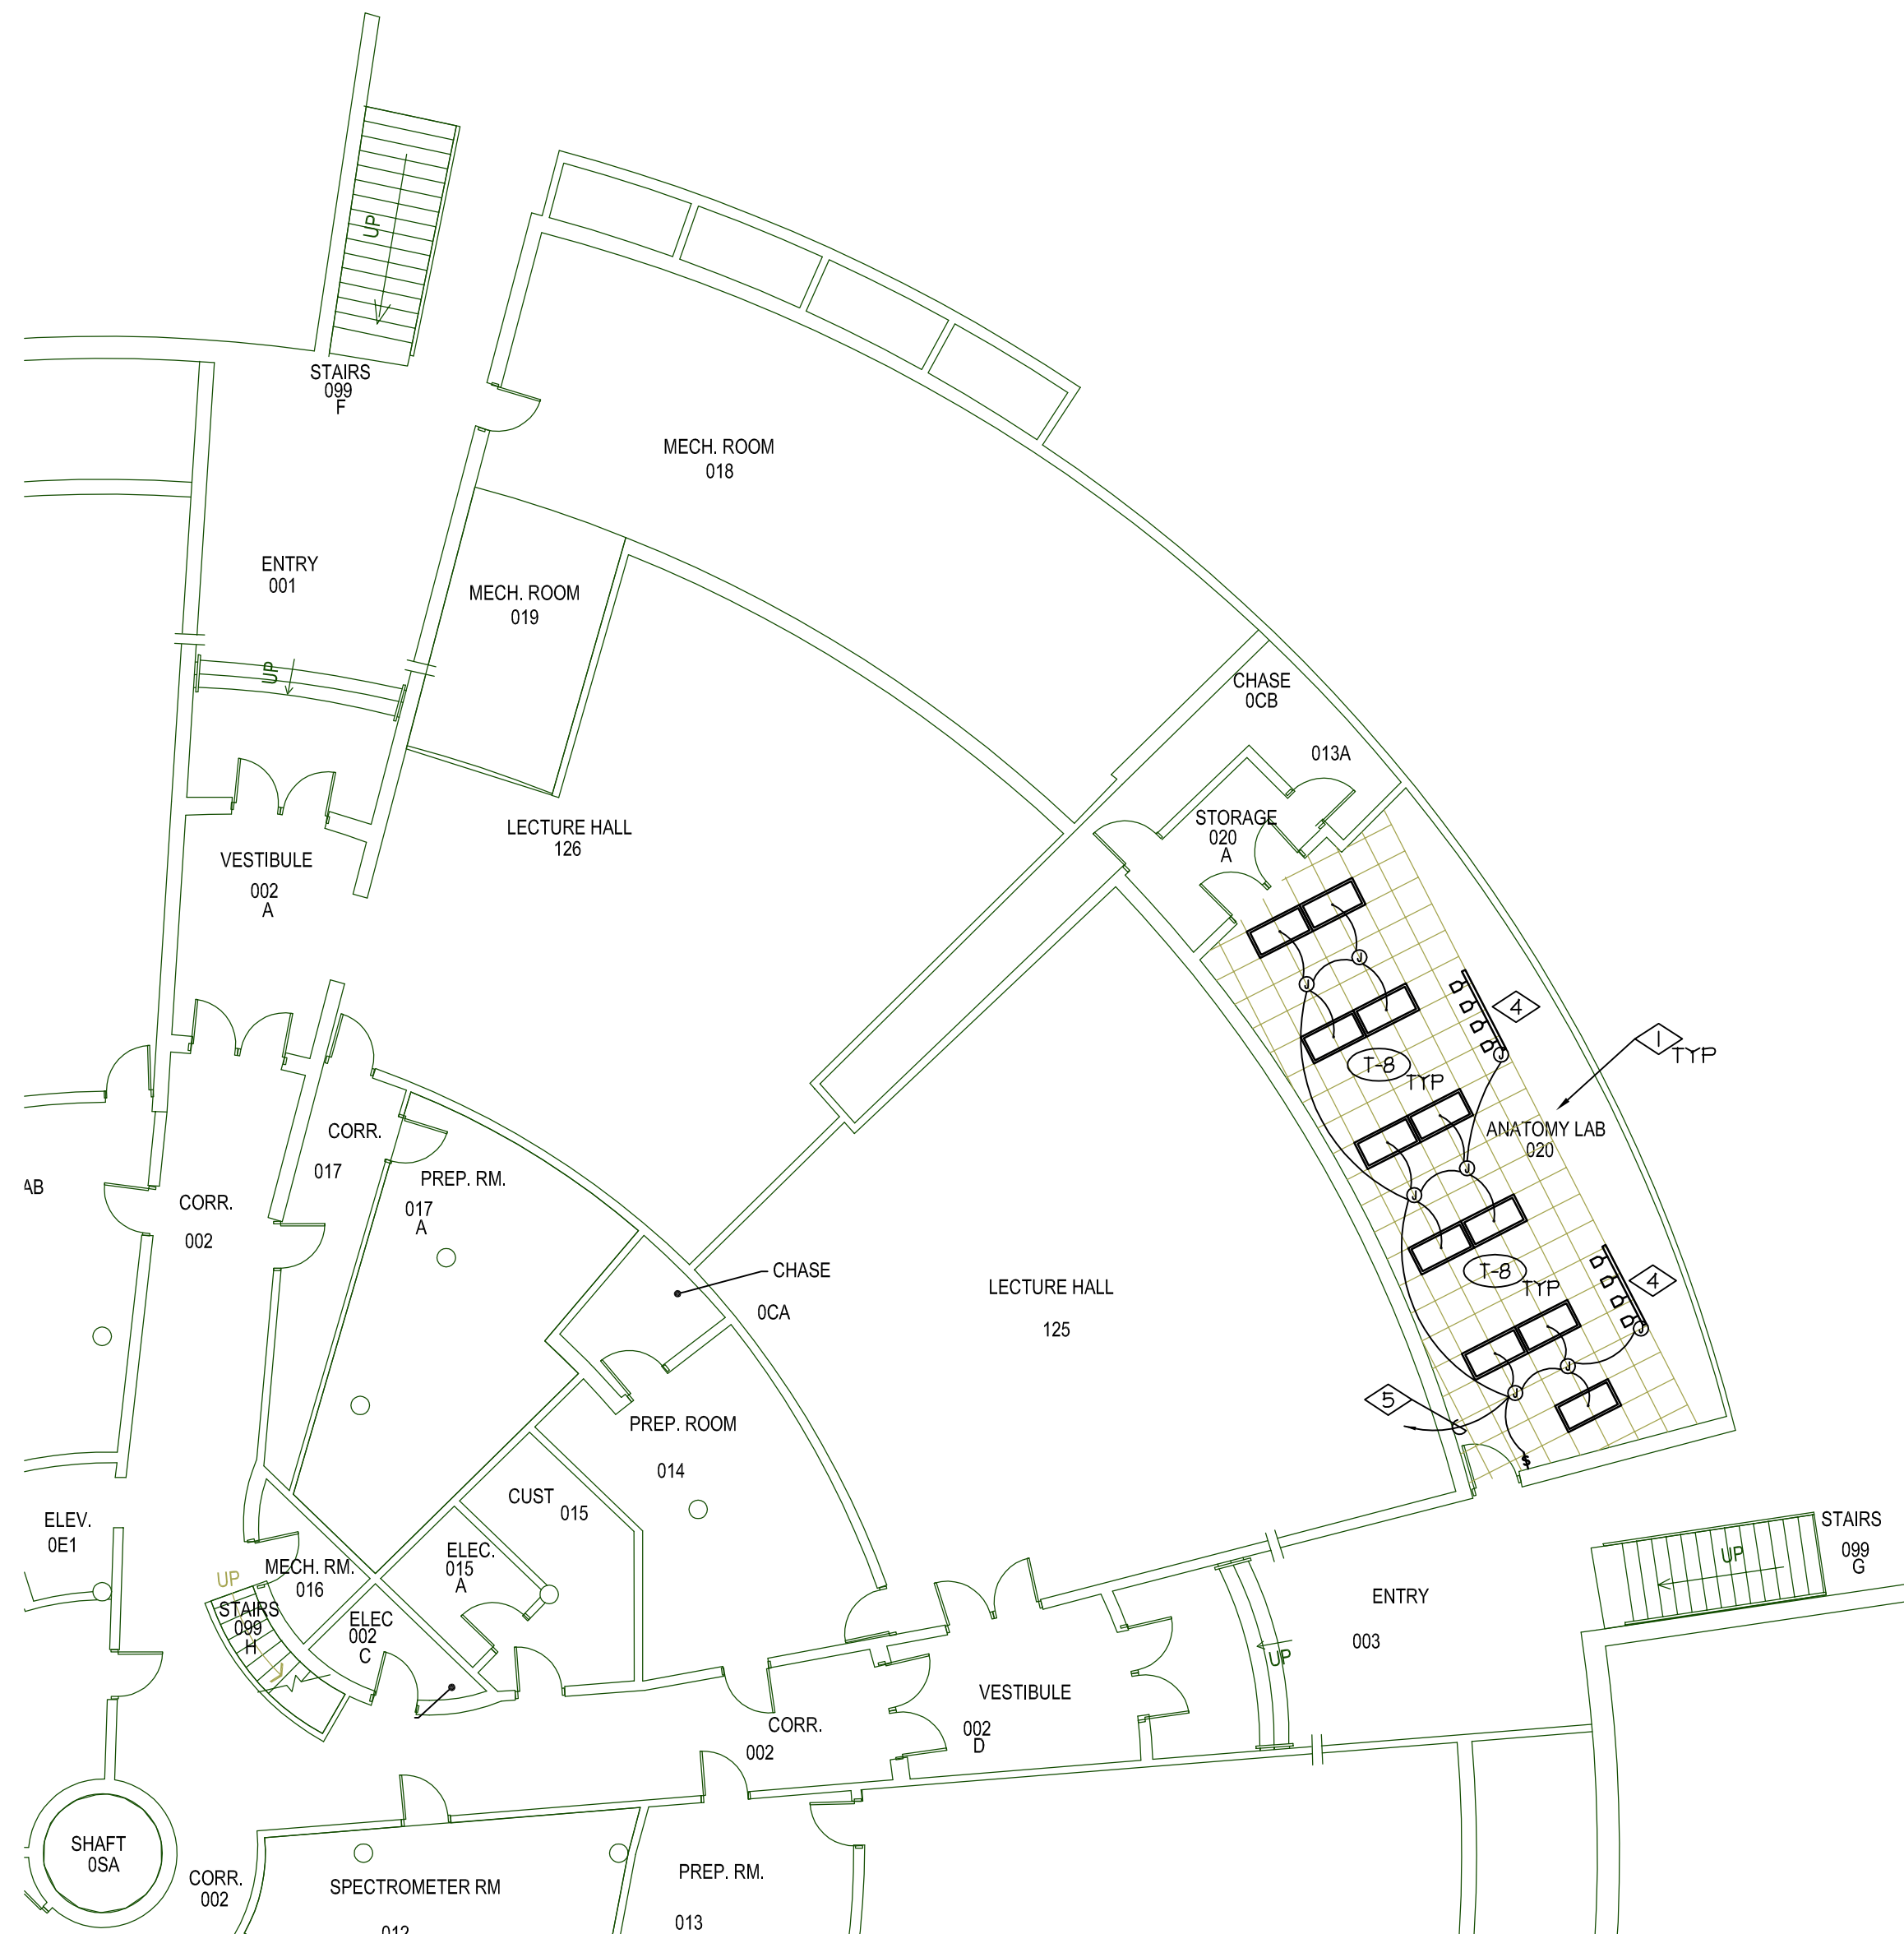 UP
STAIRS
099
F
MECH. ROOM
018
ENTRY
001
MECH. ROOM
019
UP
CHASE
0CB
013A
STORAGE
020
A
LECTURE HALL
126
VESTIBULE
002
A
J
J
4
1
TYP
J
T-8
TYP
CORR.
017
PREP. RM.
017
A
AB
CORR.
002
ANATOMY LAB
020
J
J
CHASE
0CA
LECTURE HALL
125
T-8
TYP
4
J
J
J
5
$
PREP. ROOM
014
CUST
015
ELEV.
0E1
ELEC.
015
A
MECH. RM.
016
UP
STAIRS
099
H
ELEC
002
C
STAIRS
099
G
UP
ENTRY
003
UP
VESTIBULE
002
D
CORR.
002
SHAFT
0SA
CORR.
002
SPECTROMETER RM
012
PREP. RM.
013